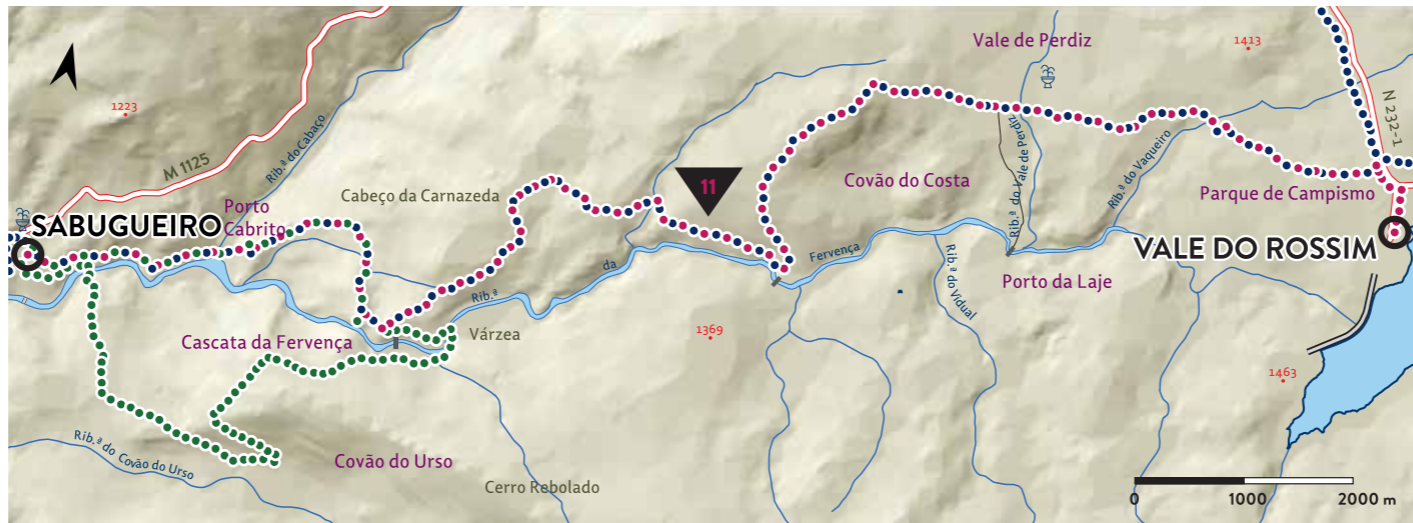 Vale de Perdiz
1413
1223
N 232-1
M 1125
Rib.ª do Cabaço
Rib.ª do Vale de Perdiz
Rib.ª do Vaqueiro
11
Covão do Costa
Cabeço da Carnazeda
Parque de Campismo
Porto
Cabrito
SABUGUEIRO
VALE DO ROSSIM
Fervença
da
Rib.ª
Rib.ª do Vidual
Porto da Laje
Várzea
1369
Cascata da Fervença
1463
Rib.ª do Covão do Urso
Covão do Urso
Cerro Rebolado
0 1000 2000 m